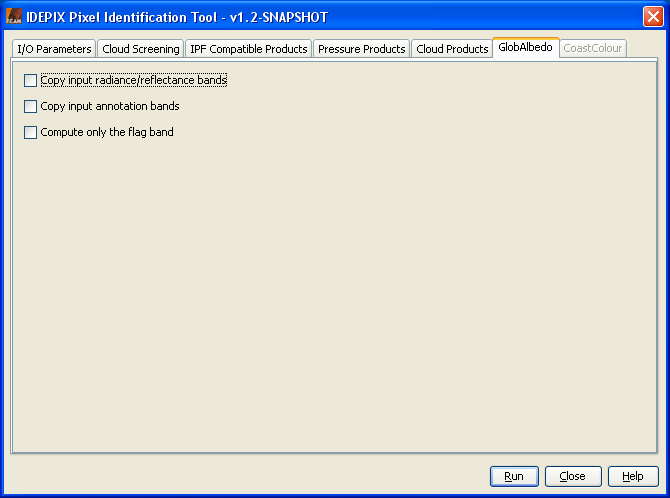 IDEPIX Pixel Identification Tool - v1.2-SNAPSHOT
I/O Parameters Cloud Screening IPF Compatible Products Pressure Products Cloud Products GlobAlbedo CoastColour
Copy input radiance/reflectance bands
Copy input annotation bands
Compute only the flag band
Run Close Help